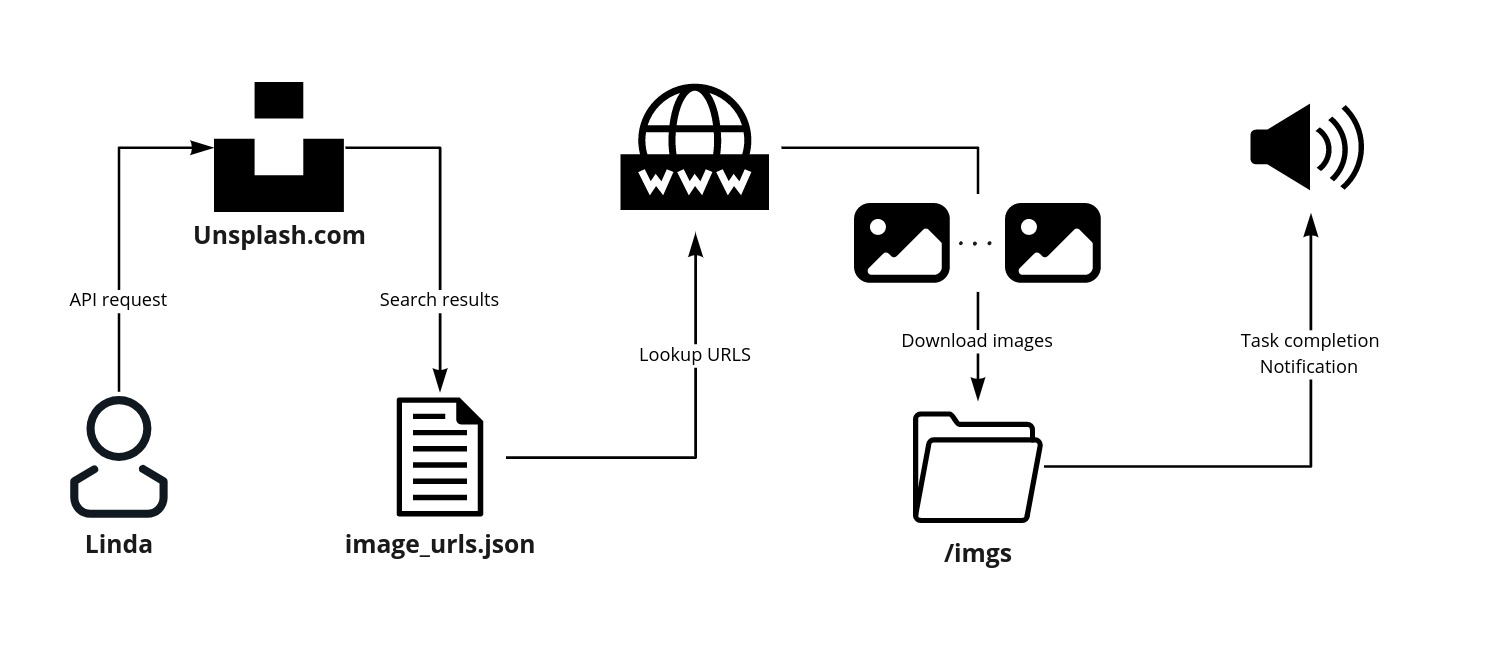 Unsplash.com
API request
Search results
Linda
image_urls.json
WWW
Lookup URLS
...
Download images
/imgs
Task completion
Notification